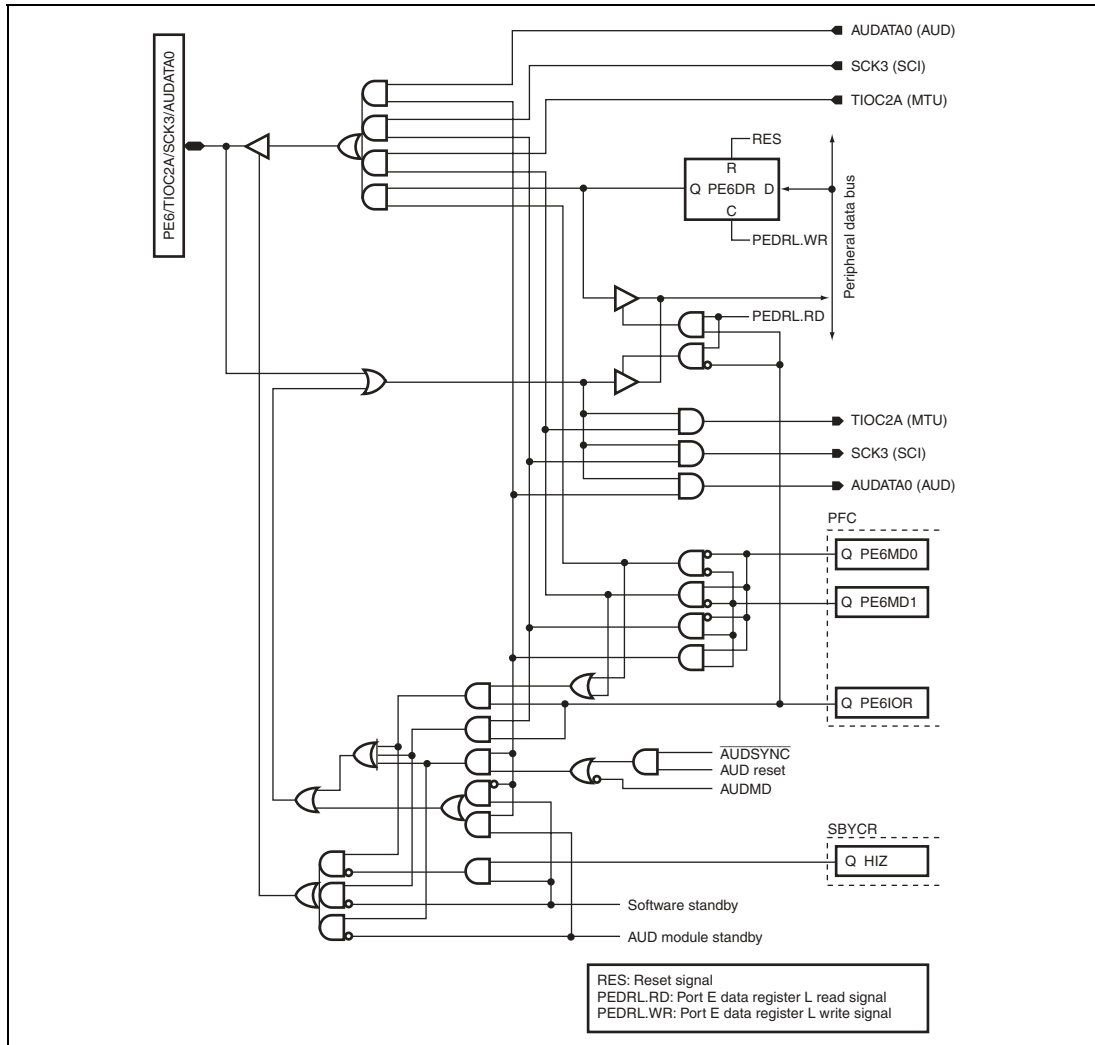 PE6/TIOC2A/SCK3/AUDATA0
AUDATA0 (AUD)
SCK3 (SCI)
TIOC2A (MTU)
RES
R
Q PE6DR D
C
PEDRL.WR
Peripheral data bus
PEDRL.RD
TIOC2A (MTU)
SCK3 (SCI)
AUDATA0 (AUD)
PFC
Q PE6MD0
Q PE6MD1
Q PE6IOR
AUDSYNC
AUD reset
AUDMD
SBYCR
Q HIZ
Software standby
AUD module standby
RES: Reset signal
PEDRL.RD: Port E data register L read signal
PEDRL.WR: Port E data register L write signal